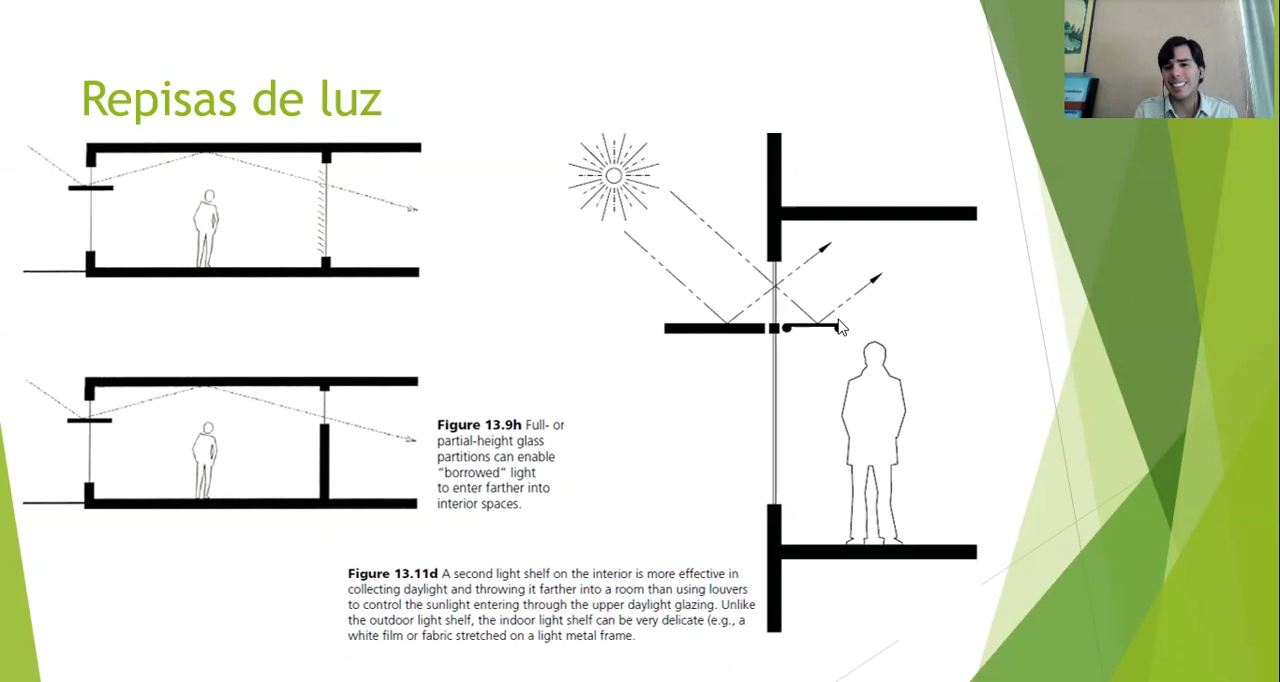 Repisas de luz
Figure 13.9h Full- or
partial-height glass
partitions can enable
“borrowed” light
to enter farther into
interior spaces.
Figure 13.11d A second light shelf on the interior is more effective in
collecting daylight and throwing it farther into a room than using louvers
to control the sunlight entering through the upper daylight glazing. Unlike
the outdoor light shelf, the indoor light shelf can be very delicate (e.g., a
white film or fabric stretched on a light metal frame.